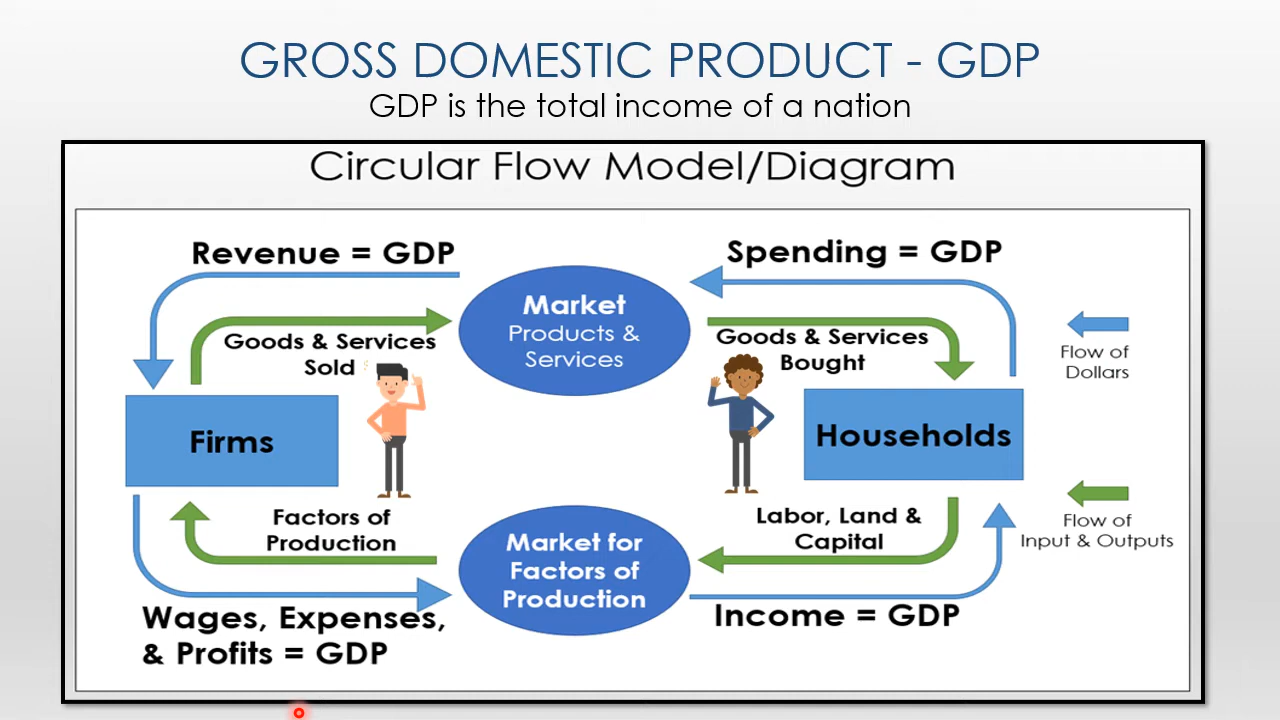 GROSS DOMESTIC PRODUCT - GDP
GDP is the total income of a nation
Circular Flow Model/Diagram
Revenue = GDP
Spending = GDP
Goods & Services
Sold
Market
Products &
Services
Goods & Services
Bought
Flow of
Dollars
Firms
Households
Factors of
Production
Market for
Factors of
Production
Labor, Land &
Capital
Flow of
Input & Outputs
Wages, Expenses,
& Profits = GDP
Income = GDP